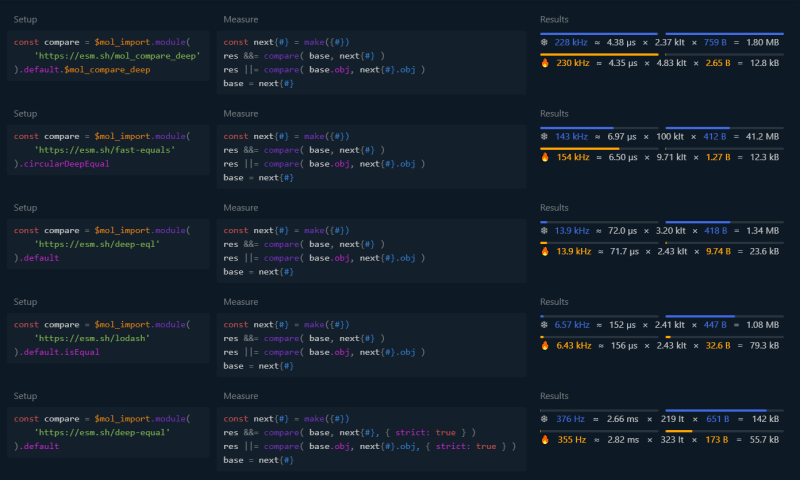 Setup
Measure
Results
const compare = $mol_import.module(
'https://esm.sh/mol_compare_deep'
).default.$mol_compare_deep
const next{#} = make({#})
res &&= compare( base, next{#} )
res ||= compare( base.obj, next{#}.obj )
base = next{#}
❄ 228 kHz ≈ 4.38 μs × 2.37 kIt × 759 B = 1.80 MB
🔥 230 kHz ≈ 4.35 μs × 4.83 kIt × 2.65 B = 12.8 kB
Setup
Measure
Results
const compare = $mol_import.module(
'https://esm.sh/fast-equals'
).circularDeepEqual
const next{#} = make({#})
res &&= compare( base, next{#} )
res ||= compare( base.obj, next{#}.obj )
base = next{#}
❄ 143 kHz ≈ 6.97 μs × 100 kIt × 412 B = 41.2 MB
🔥 154 kHz ≈ 6.50 μs × 9.71 kIt × 1.27 B = 12.3 kB
Setup
Measure
Results
const compare = $mol_import.module(
'https://esm.sh/deep-eql'
).default
const next{#} = make({#})
res &&= compare( base, next{#} )
res ||= compare( base.obj, next{#}.obj )
base = next{#}
❄ 13.9 kHz ≈ 72.0 μs × 3.20 kIt × 418 B = 1.34 MB
🔥 13.9 kHz ≈ 71.7 μs × 2.43 kIt × 9.74 B = 23.6 kB
Setup
Measure
Results
const compare = $mol_import.module(
'https://esm.sh/lodash'
).default.isEqual
const next{#} = make({#})
res &&= compare( base, next{#} )
res ||= compare( base.obj, next{#}.obj )
base = next{#}
❄ 6.57 kHz ≈ 152 μs × 2.41 kIt × 447 B = 1.08 MB
🔥 6.43 kHz ≈ 156 μs × 2.43 kIt × 32.6 B = 79.3 kB
Setup
Measure
Results
const compare = $mol_import.module(
'https://esm.sh/deep-equal'
).default
const next{#} = make({#})
res &&= compare( base, next{#}, { strict: true } )
res ||= compare( base.obj, next{#}.obj, { strict: true } )
base = next{#}
❄ 376 Hz ≈ 2.66 ms × 219 It × 651 B = 142 kB
🔥 355 Hz ≈ 2.82 ms × 323 It × 173 B = 55.7 kB